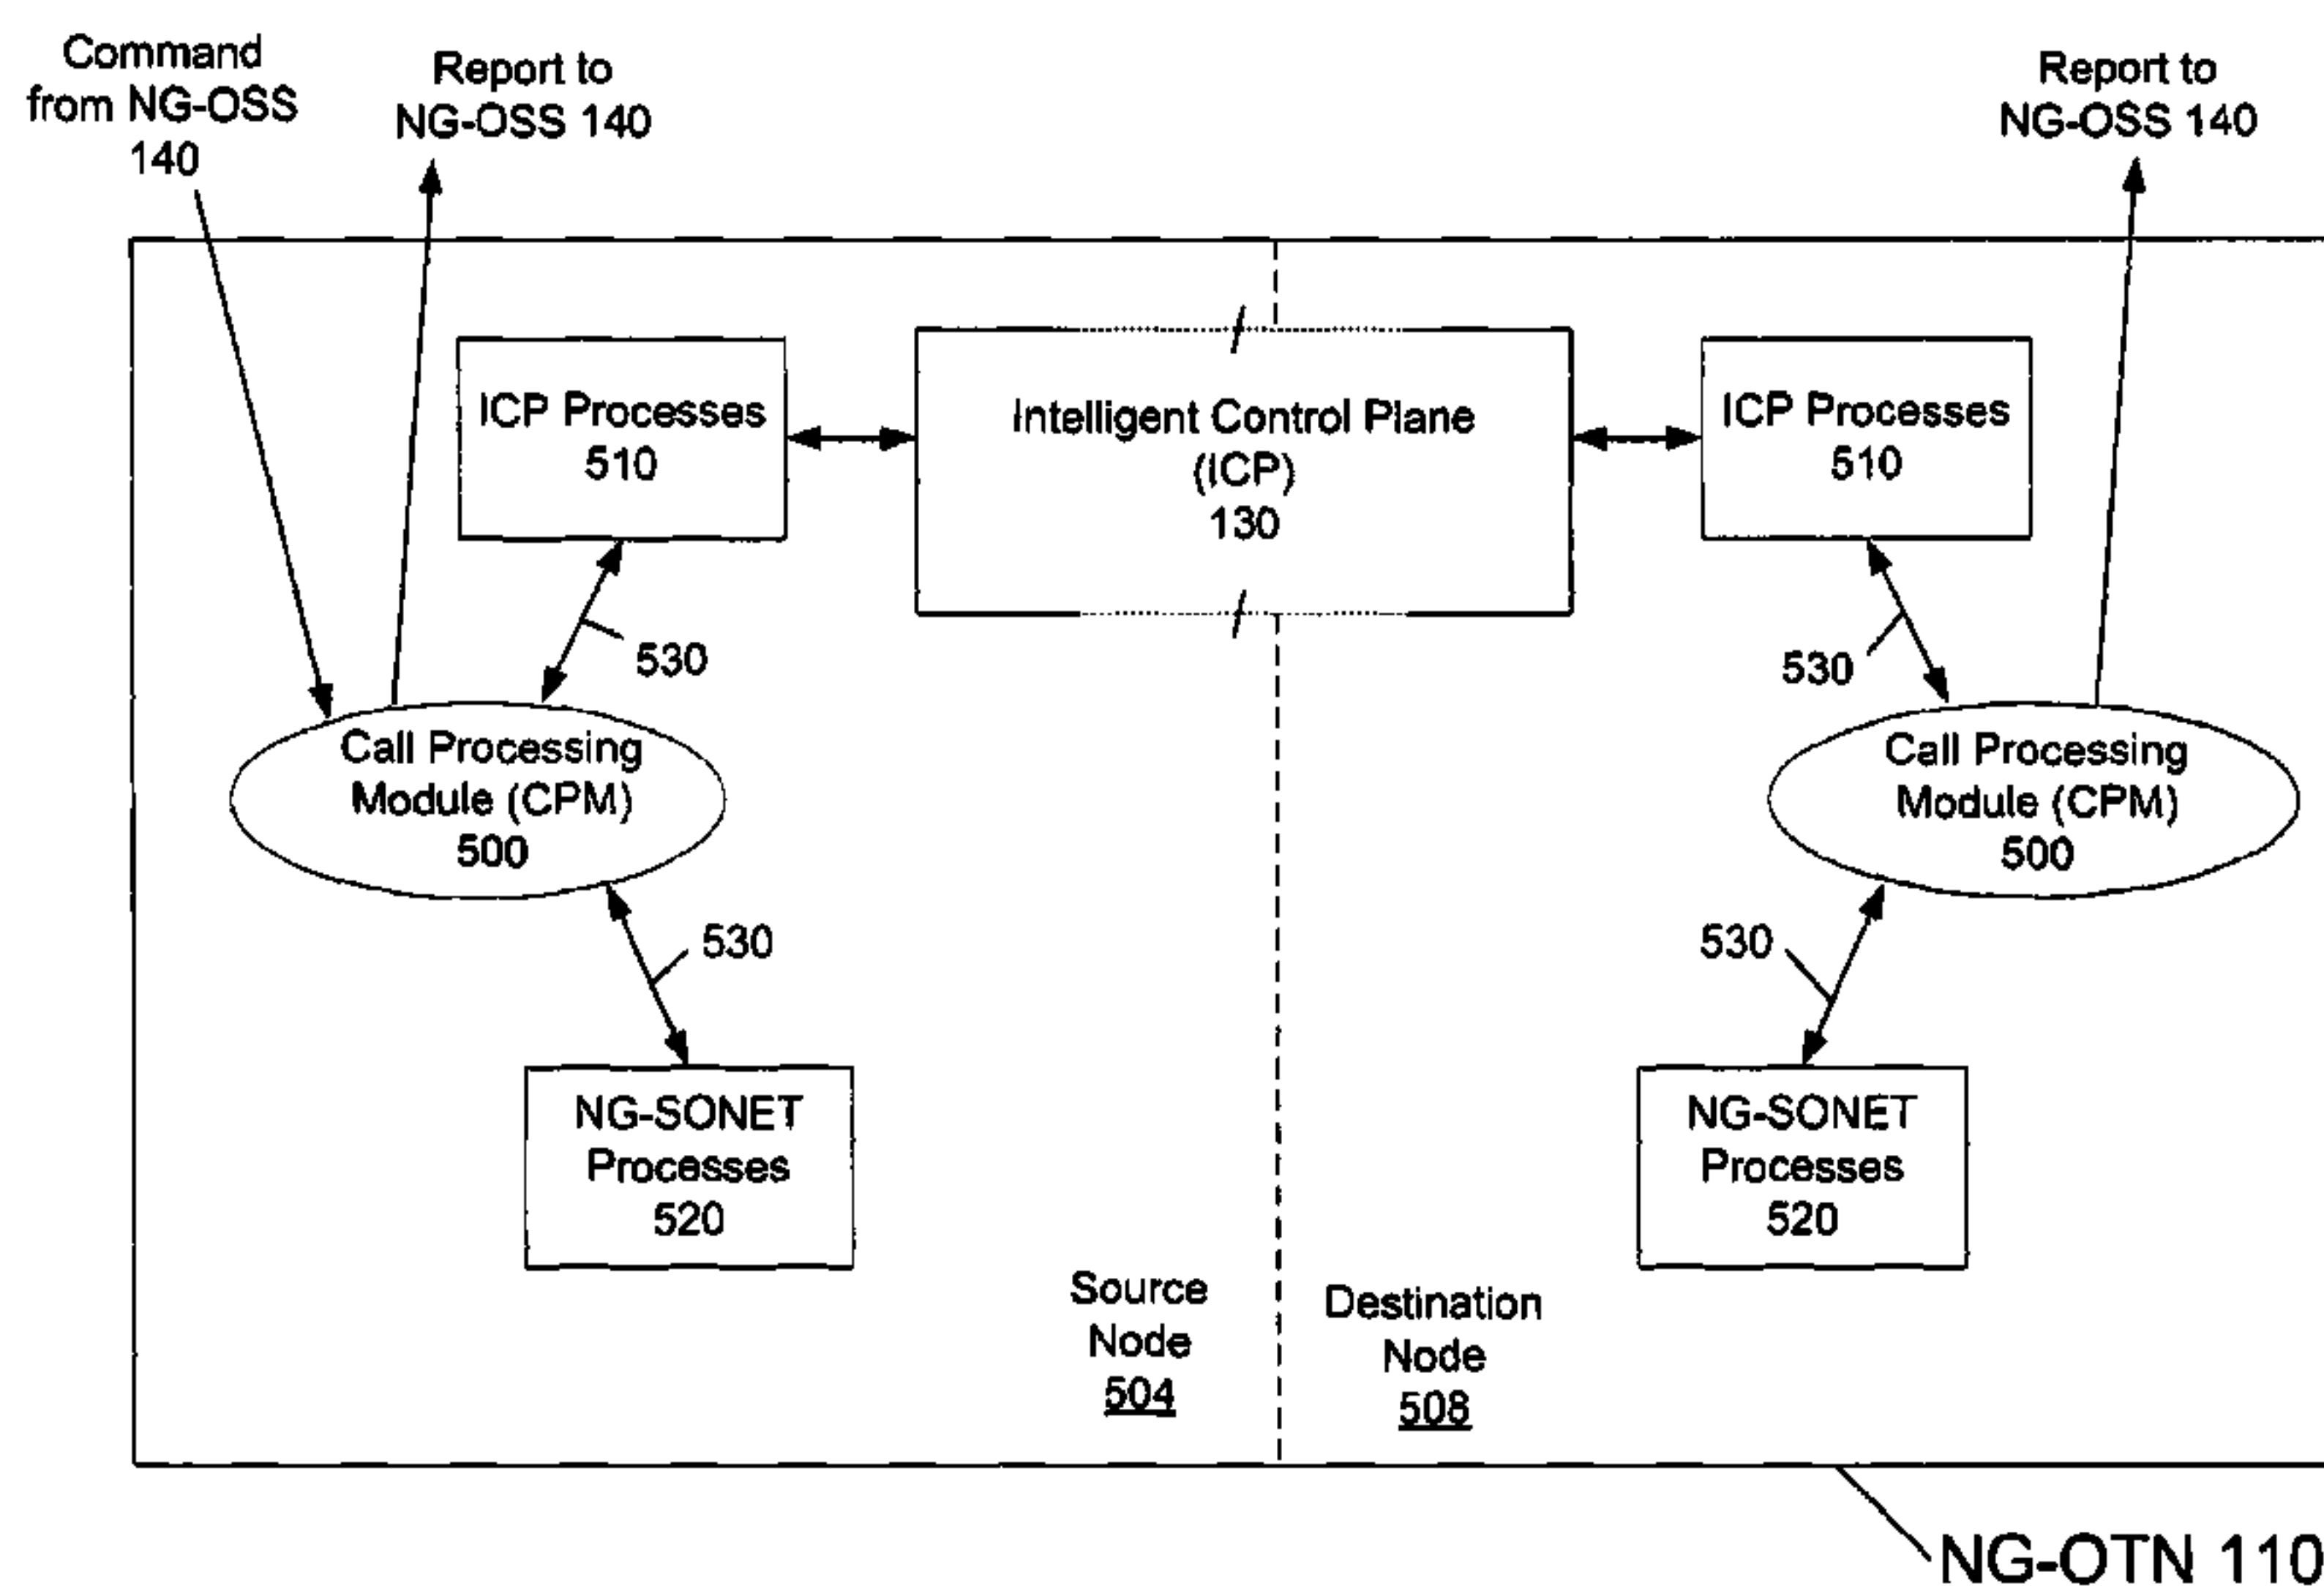 Command
from NG-OSS
140
Report to
NG-OSS 140
Report to
NG-OSS 140
ICP Processes
510
Intelligent Control Plane
(ICP)
130
ICP Processes
510
530
530
Call Processing
Module (CPM)
500
Call Processing
Module (CPM)
500
530
530
NG-SONET
Processes
520
NG-SONET
Processes
520
Source
Node
504
Destination
Node
508
NG-OTN 110